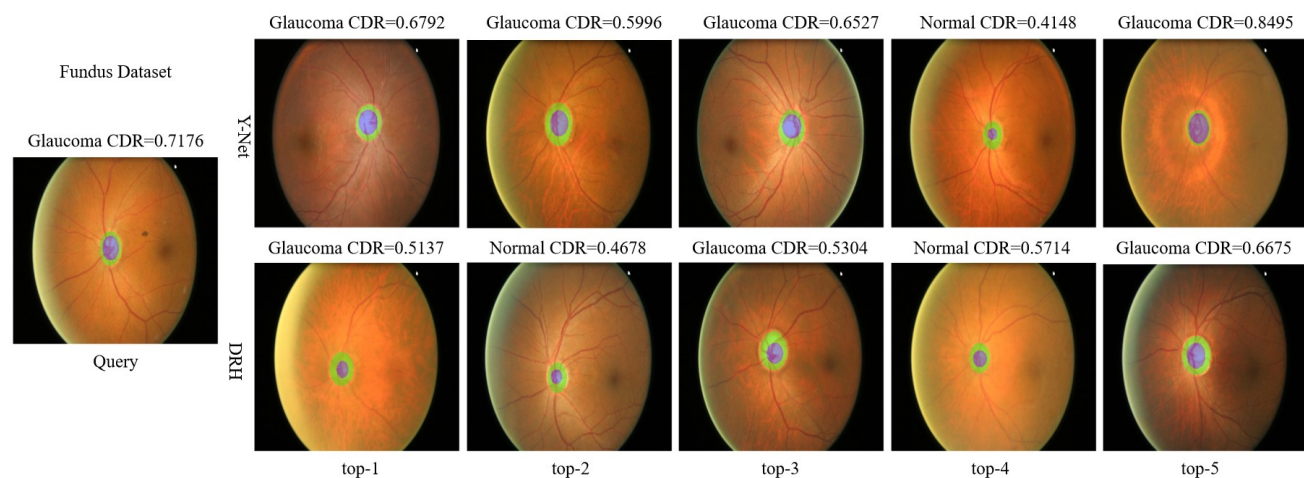 Fundus Dataset
Glaucoma CDR=0.7176
Query
Y-Net
Glaucoma CDR=0.6792
Glaucoma CDR=0.5996
Glaucoma CDR=0.6527
Normal CDR=0.4148
Glaucoma CDR=0.8495
DRH
Glaucoma CDR=0.5137
Normal CDR=0.4678
Glaucoma CDR=0.5304
Normal CDR=0.5714
Glaucoma CDR=0.6675
top-1
top-2
top-3
top-4
top-5